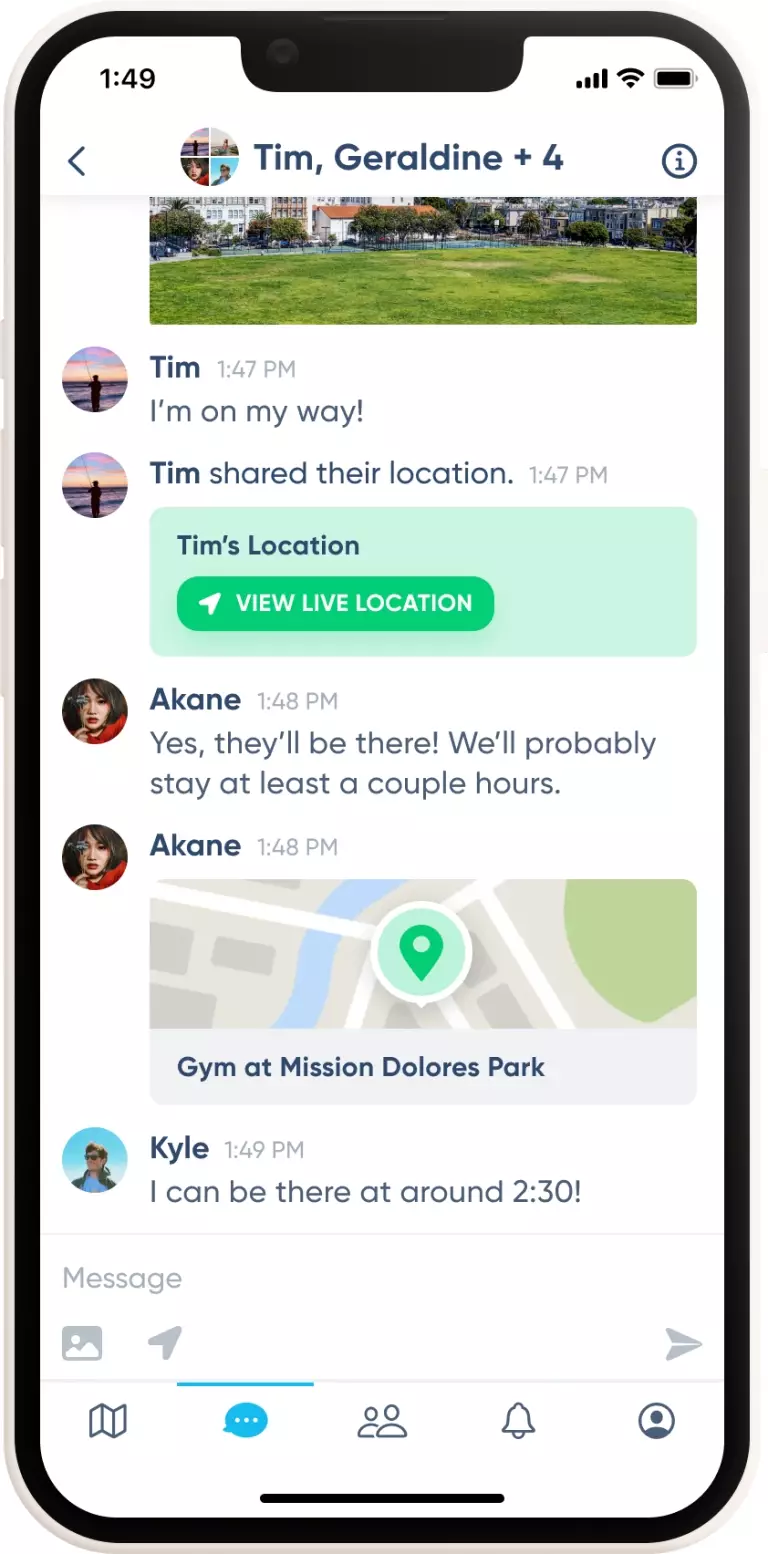 1:49
Tim, Geraldine + 4
Tim 1:47 PM
I’m on my way!
Tim shared their location. 1:47 PM
Tim’s Location
VIEW LIVE LOCATION
Akane 1:48 PM
Yes, they’ll be there! We’ll probably
stay at least a couple hours.
Akane 1:48 PM
Gym at Mission Dolores Park
Kyle 1:49 PM
I can be there at around 2:30!
Message